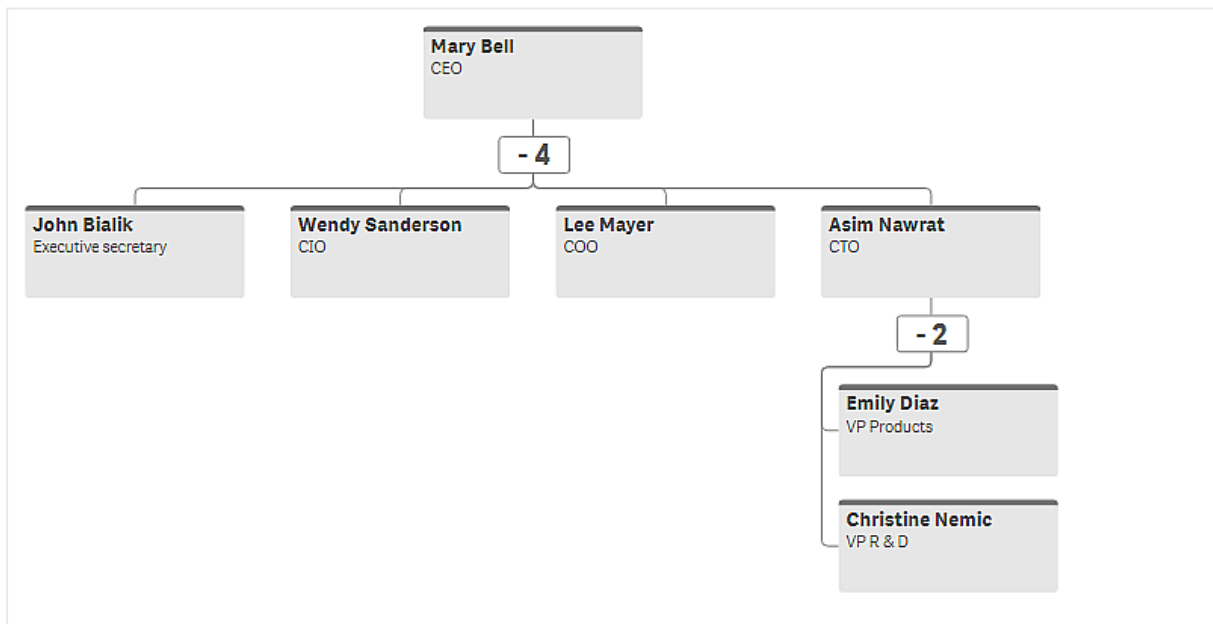 Mary Bell
CEO
- 4
John Bialik
Executive secretary
Wendy Sanderson
CIO
Lee Mayer
COO
Asim Nawrat
CTO
- 2
Emily Diaz
VP Products
Christine Nemic
VP R & D